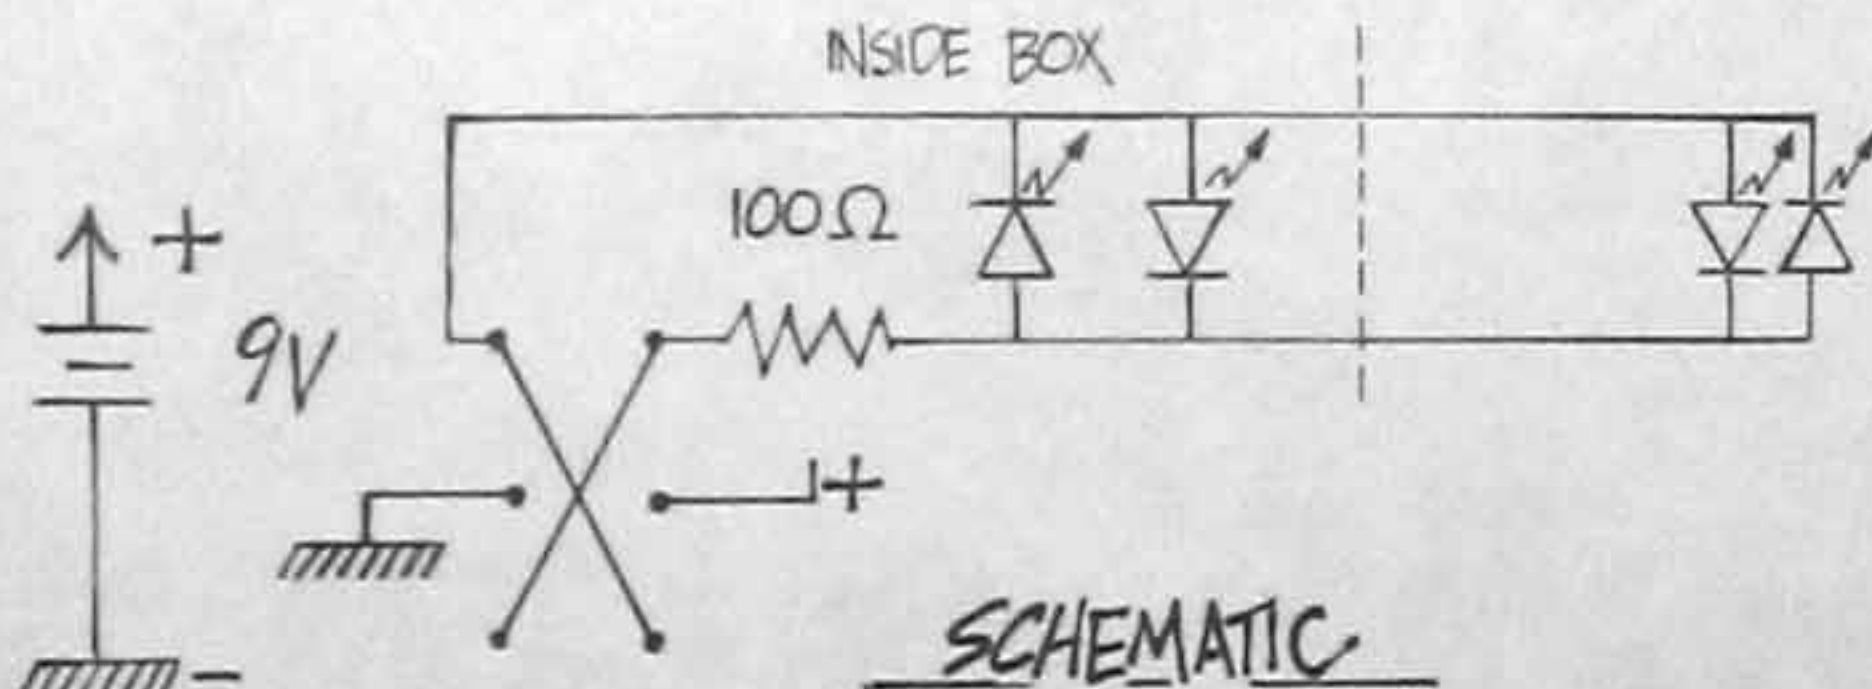 INSIDE BOX
100Ω
+
9V
+
SCHEMATIC
-